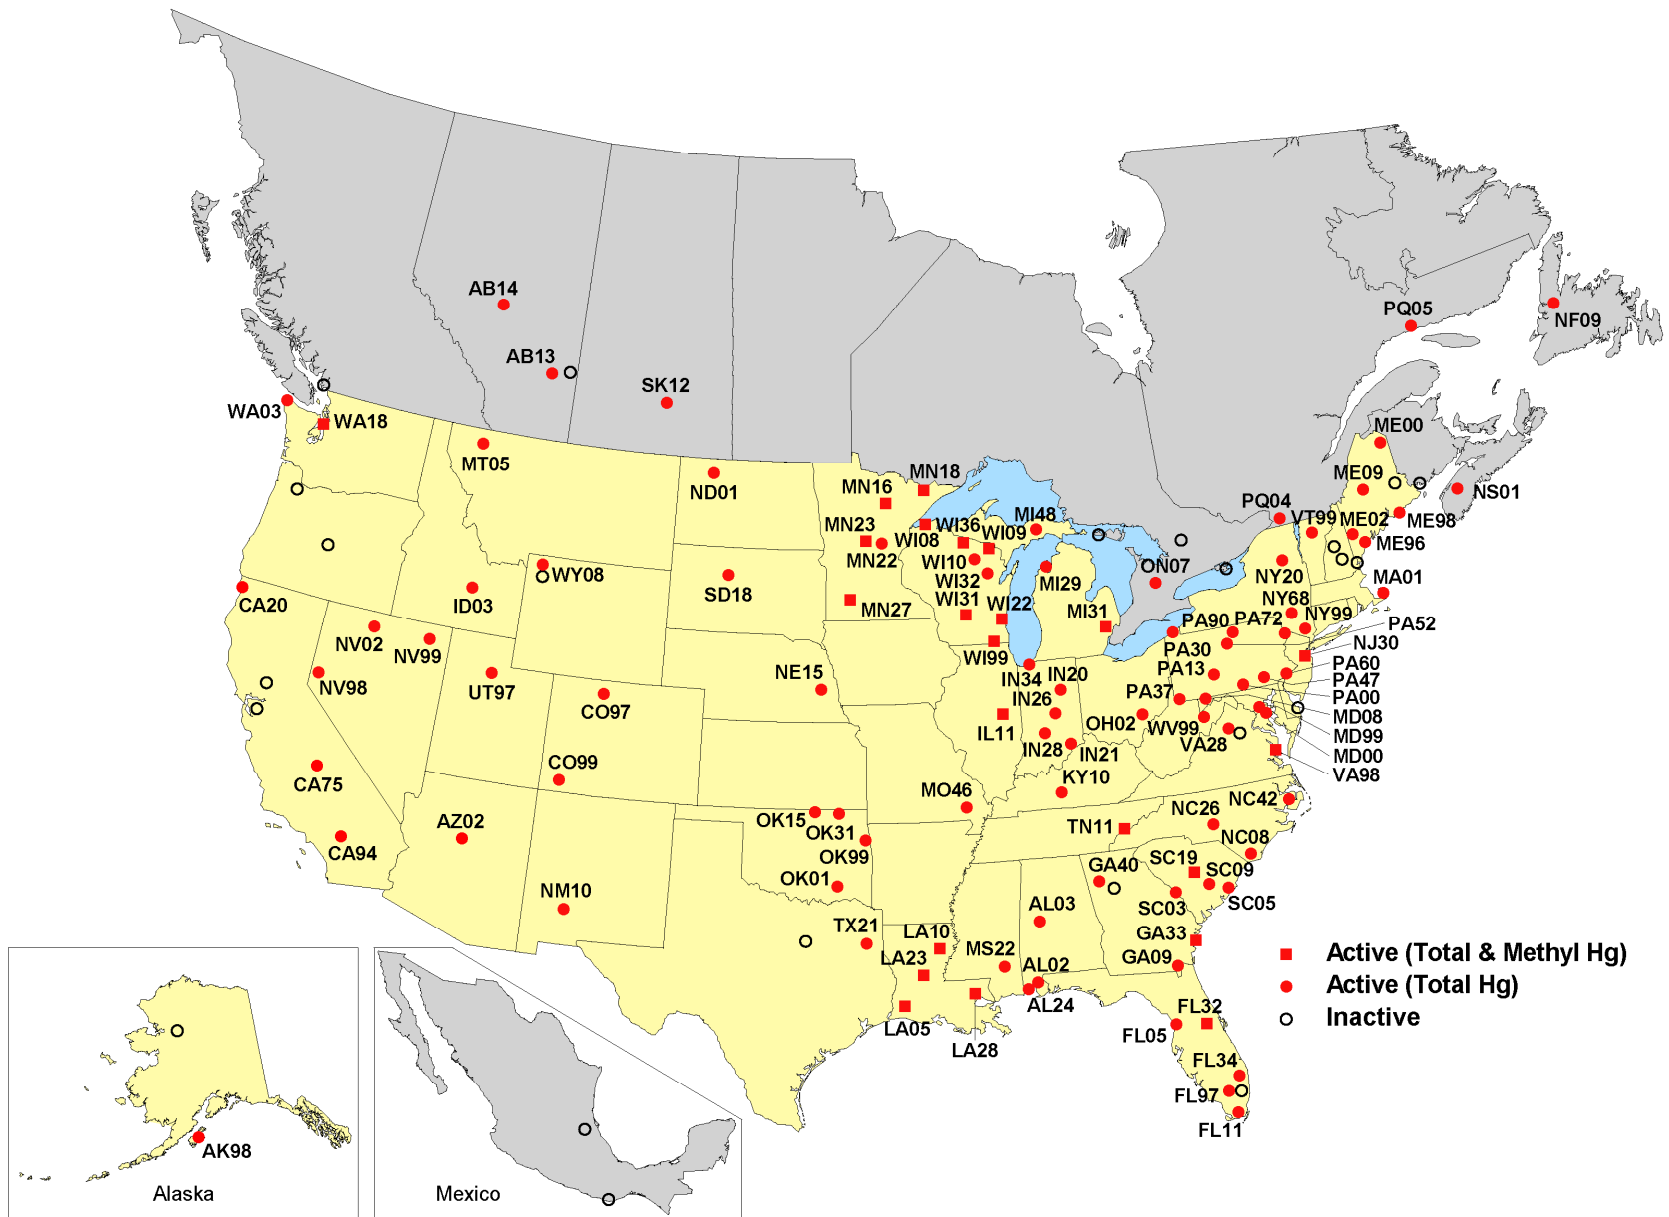 AB14
PQ05
NF09
AB13
SK12
WA03
WA18
ME00
MT05
ND01
MN18
ME09
MN16
NS01
PQ04
MI48
VT99
ME02
ME98
MN23
WI36
WI08
WI09
ME96
MN22
WI10
WY08
WI32
MI29
ON07
NY20
MA01
CA20
ID03
SD18
MN27
WI31
WI22
MI31
NY68
PA90
PA72
NY99
PA52
NV02
NV99
WI99
PA30
NJ30
NV98
UT97
NE15
IN34
IN20
PA13
PA60
PA47
IN26
PA37
PA00
CO97
MD08
IL11
OH02
WV99
MD99
IN28
IN21
VA28
MD00
CO99
VA98
CA75
KY10
MO46
NC42
NC26
OK15
AZ02
OK31
TN11
NC08
CA94
OK99
SC19
GA40
SC09
OK01
NM10
SC03
SC05
AL03
TX21
LA10
GA33
MS22
LA23
GA09
AL02
Active (Total & Methyl Hg)
Active (Total Hg)
Inactive
AL24
FL32
LA05
FL05
LA28
FL34
FL97
FL11
AK98
Alaska
Mexico